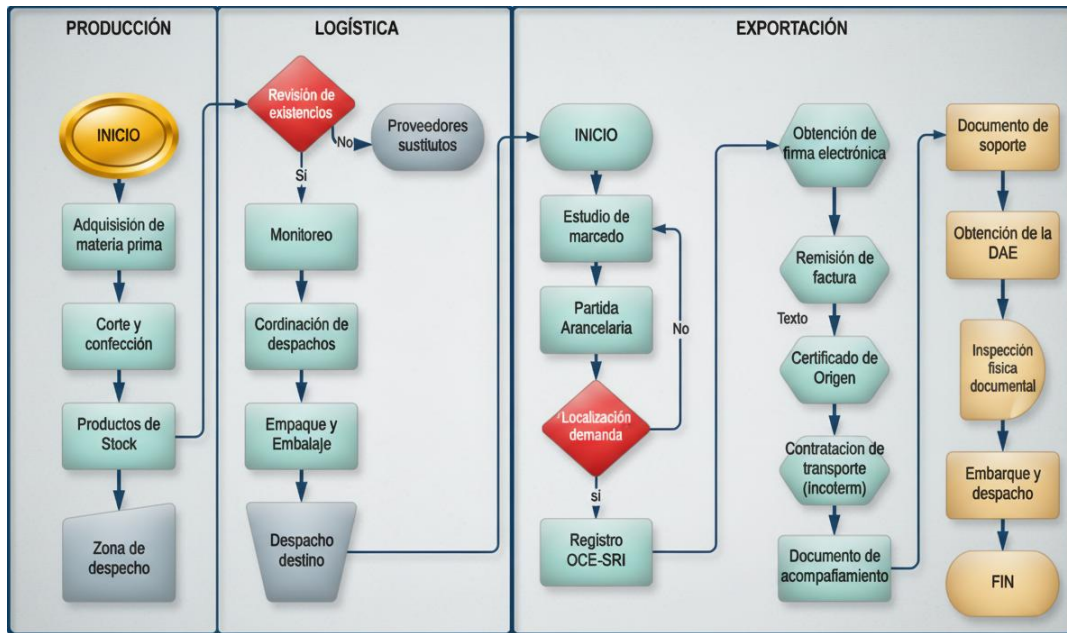 PRODUCCIÓN
INICIO
Adquisisión de
materia prima
Corte y
confección
Productos de
Stock
Zona de
despecho
LOGÍSTICA
Revisión de
existencios
No
Proveedores
sustitutos
Sí
Monitoreo
Cordinación de
despachos
Empaque y
Embalaje
Despacho
destino
EXPORTACIÓN
INICIO
Estudio de
marcedo
Partida
Arancelaria
No
Localización
demanda
sí
Registro
OCE-SRI
Obtención de
firma electrónica
Remisión de
factura
Texto
Certificado de
Origen
Contratacion de
transporte
(incoterm)
Documento de
acompañamiento
Documento de
soporte
Obtención de la
DAE
Inspección
física
documental
Embarque y
despacho
FIN